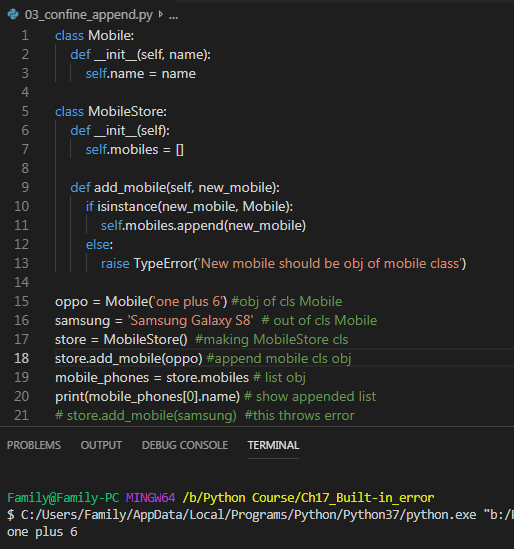 03_confine_append.py > ...
1 class Mobile:
2 def __init__(self, name):
3 self.name = name
4
5 class MobileStore:
6 def __init__(self):
7 self.mobiles = []
8
9 def add_mobile(self, new_mobile):
10 if isinstance(new_mobile, Mobile):
11 self.mobiles.append(new_mobile)
12 else:
13 raise TypeError('New mobile should be obj of mobile class')
14
15 oppo = Mobile('one plus 6') #obj of cls Mobile
16 samsung = 'Samsung Galaxy S8' # out of cls Mobile
17 store = MobileStore() #making MobileStore cls
18 store.add_mobile(oppo) #append mobile cls obj
19 mobile_phones = store.mobiles # list obj
20 print(mobile_phones[0].name) # show appended list
21 # store.add_mobile(samsung) #this throws error
PROBLEMS OUTPUT DEBUG CONSOLE TERMINAL
Family@Family-PC MINGW64 /b/Python Course/Ch17_Built-in_error
$ C:/Users/Family/AppData/Local/Programs/Python/Python37/python.exe "b:/
one plus 6